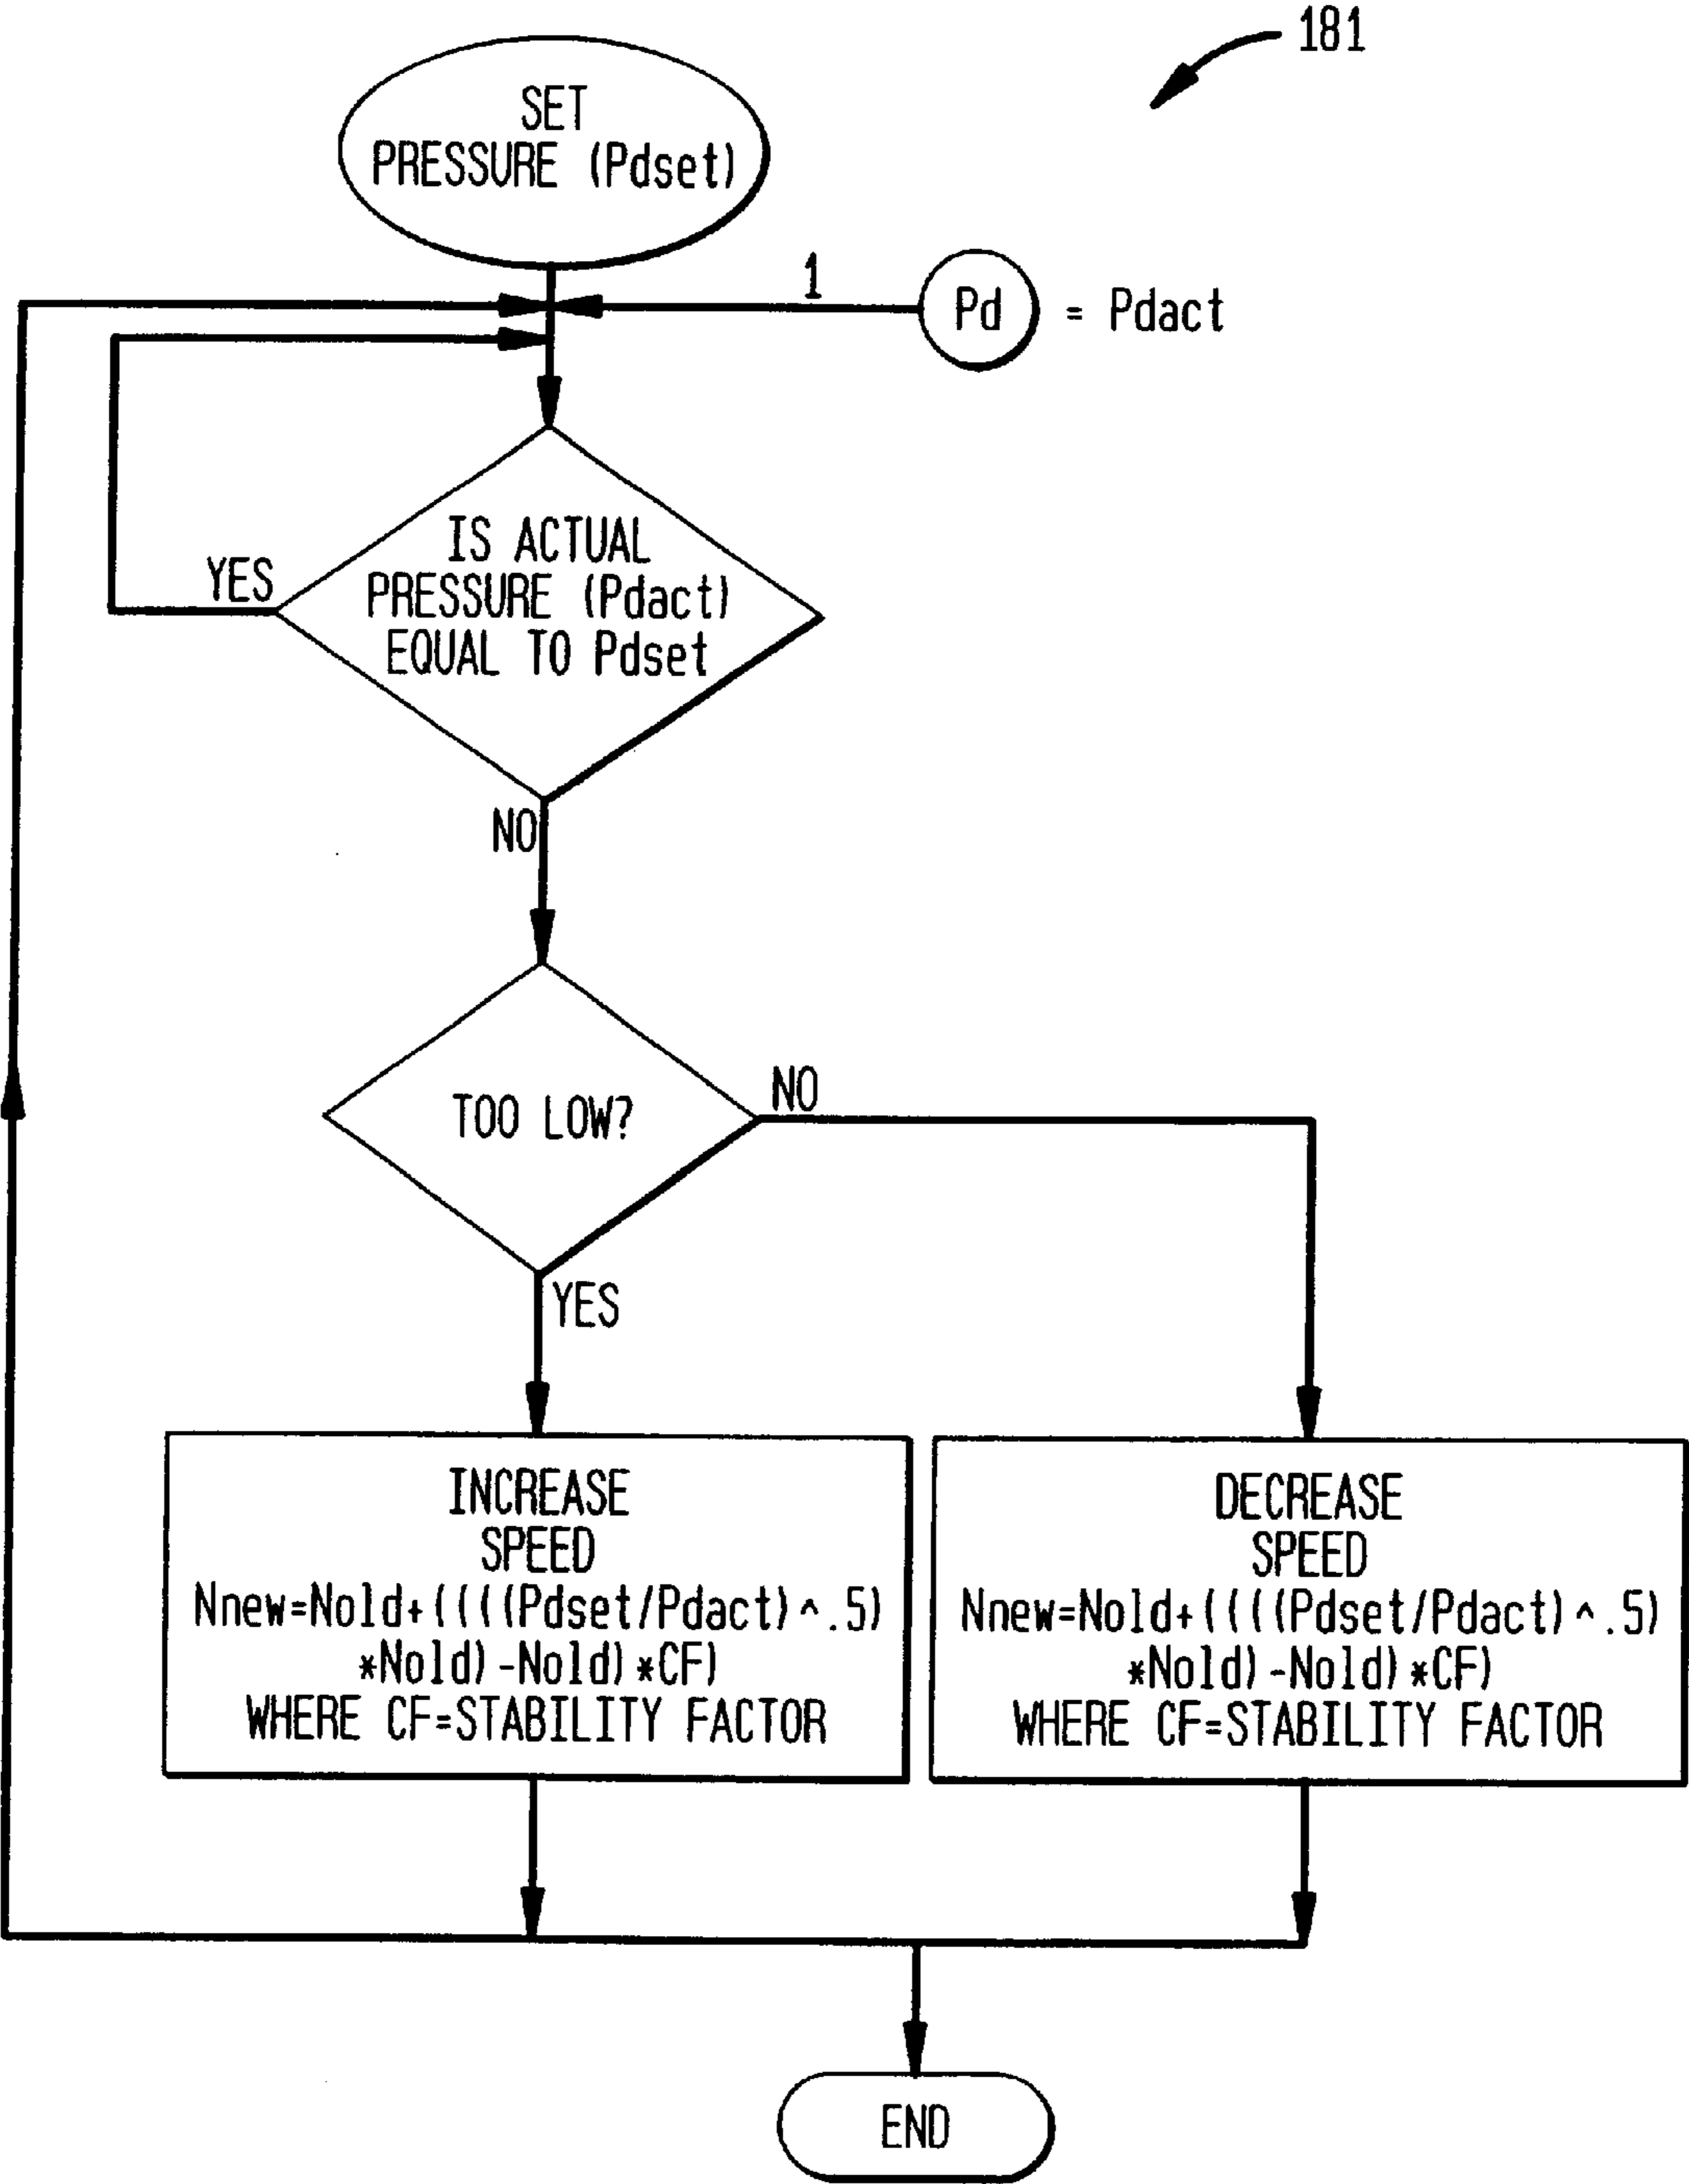 181
SET
PRESSURE (Pdset)
1
Pd = Pdact
IS ACTUAL
PRESSURE (Pdact)
EQUAL TO Pdset
YES
NO
TOO LOW?
NO
YES
INCREASE
SPEED
Nnew=Nold+((((Pdset/Pdact)^.5)
*Nold)-Nold)*CF)
WHERE CF=STABILITY FACTOR
DECREASE
SPEED
Nnew=Nold+((((Pdset/Pdact)^.5)
*Nold)-Nold)*CF)
WHERE CF=STABILITY FACTOR
END